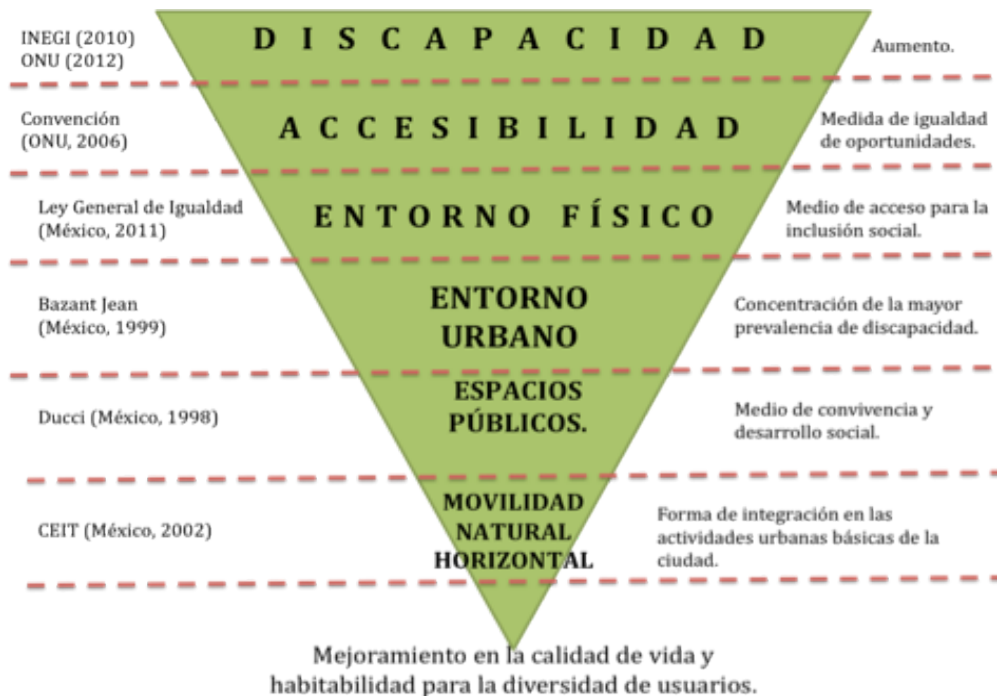 INEGI (2010)
ONU (2012)
DISCAPACIDAD
Aumento.
Convención
(ONU, 2006)
ACCESIBILIDAD
Medida de igualdad
de oportunidades.
Ley General de Igualdad
(México, 2011)
ENTORNO FÍSICO
Medio de acceso para la
inclusión social.
Bazant Jean
(México, 1999)
ENTORNO
URBANO
Concentración de la mayor
prevalencia de discapacidad.
Ducci (México, 1998)
ESPACIOS
PÚBLICOS.
Medio de convivencia y
desarrollo social.
CEIT (México, 2002)
MOVILIDAD
NATURAL
HORIZONTAL
Forma de integración en las
actividades urbanas básicas de la
ciudad.
Mejoramiento en la calidad de vida y
habitabilidad para la diversidad de usuarios.